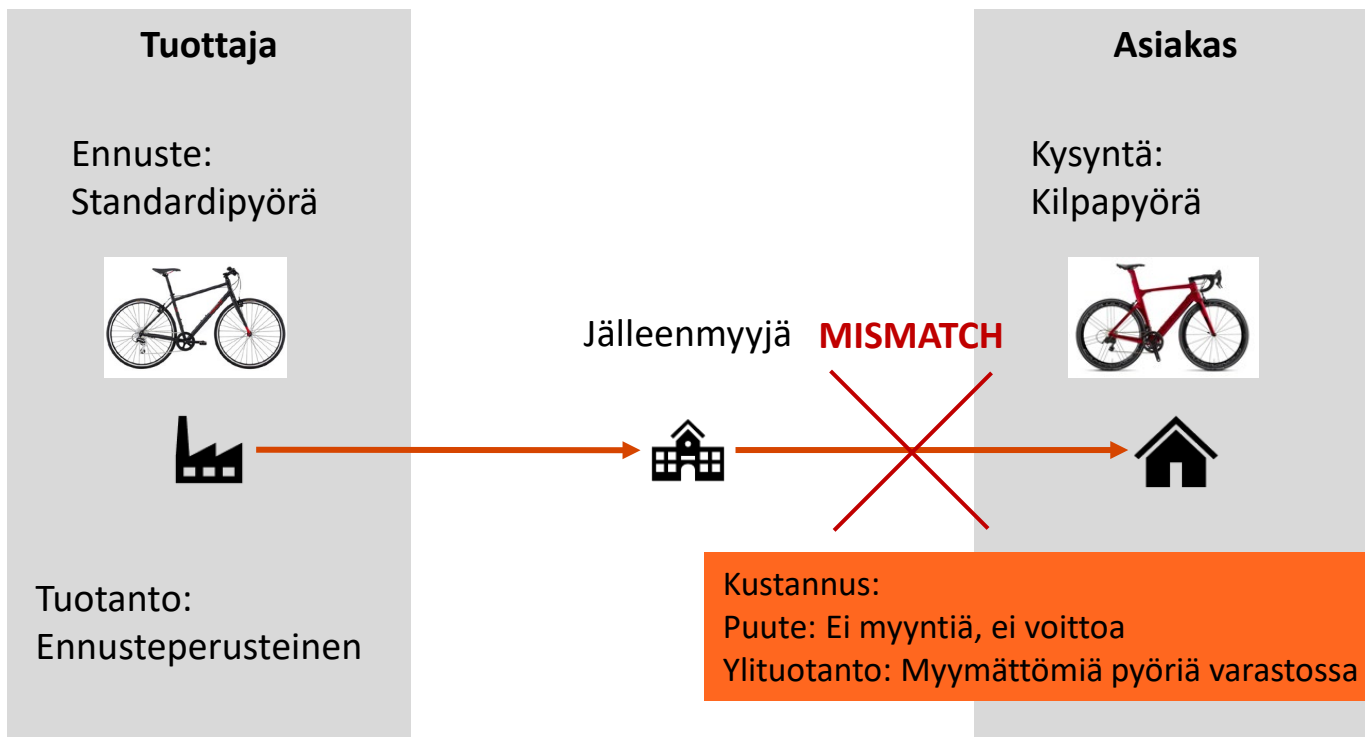 Tuottaja
Asiakas
Ennuste:
Standardipyörä
Kysyntä:
Kilpapyörä
Jälleenmyyjä
MISMATCH
Tuotanto:
Ennusteperusteinen
Kustannus:
Puute: Ei myyntiä, ei voittoa
Ylituotanto: Myymättömiä pyöriä varastossa